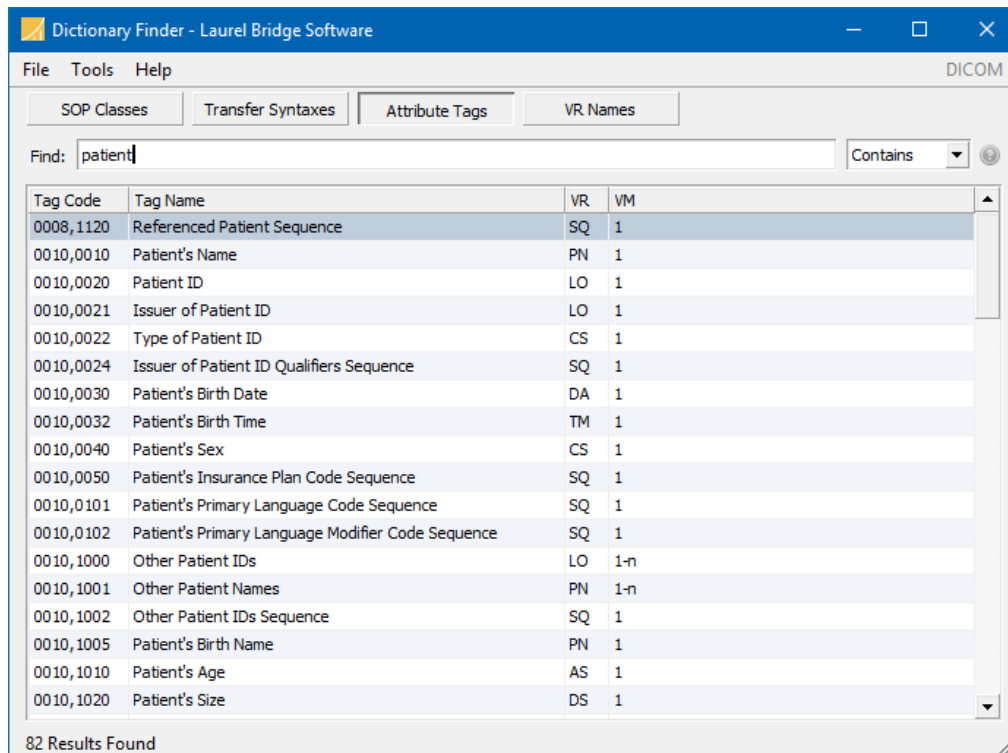 Dictionary Finder - Laurel Bridge Software
File Tools Help DICOM
SOP Classes Transfer Syntaxes Attribute Tags VR Names
Find: patient Contains
Tag Code Tag Name VR VM
0008,1120 Referenced Patient Sequence SQ 1
0010,0010 Patient's Name PN 1
0010,0020 Patient ID LO 1
0010,0021 Issuer of Patient ID LO 1
0010,0022 Type of Patient ID CS 1
0010,0024 Issuer of Patient ID Qualifiers Sequence SQ 1
0010,0030 Patient's Birth Date DA 1
0010,0032 Patient's Birth Time TM 1
0010,0040 Patient's Sex CS 1
0010,0050 Patient's Insurance Plan Code Sequence SQ 1
0010,0101 Patient's Primary Language Code Sequence SQ 1
0010,0102 Patient's Primary Language Modifier Code Sequence SQ 1
0010,1000 Other Patient IDs LO 1-n
0010,1001 Other Patient Names PN 1-n
0010,1002 Other Patient IDs Sequence SQ 1
0010,1005 Patient's Birth Name PN 1
0010,1010 Patient's Age AS 1
0010,1020 Patient's Size DS 1
82 Results Found